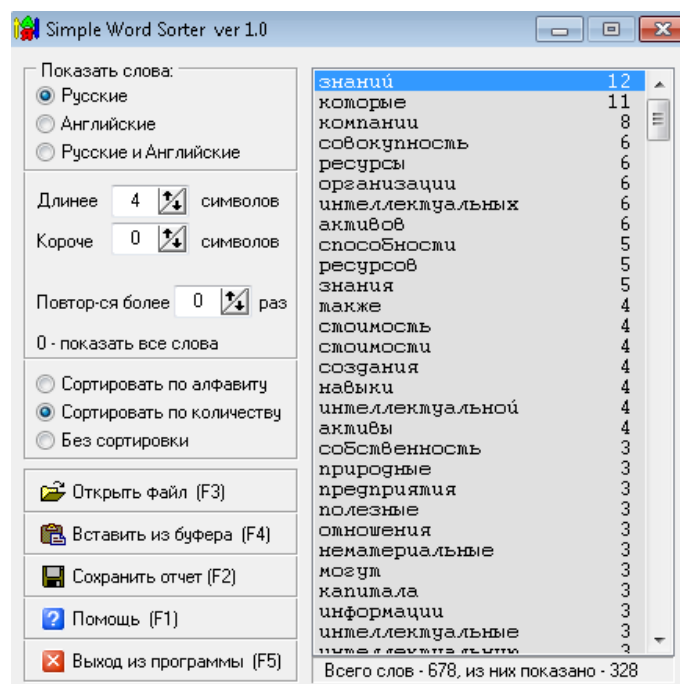 Simple Word Sorter ver 1.0
Показать слова:
Русские
Английские
Русские и Английские
Длинее 4 символов
Короче 0 символов
Повтор-ся более 0 раз
0 - показать все слова
Сортировать по алфавиту
Сортировать по количеству
Без сортировки
Открыть файл (F3)
Вставить из буфера (F4)
Сохранить отчет (F2)
Помощь (F1)
Выход из программы (F5)
знаний 12
которые 11
компании 8
совокупность 6
ресурсы 6
организации 6
интеллектуальных 6
активов 6
способности 5
ресурсов 5
знания 5
также 4
стоимость 4
стоимости 4
создания 4
навыки 4
интеллектуальной 4
активы 4
собственность 3
природные 3
предприятия 3
полезные 3
отношения 3
нематериальные 3
могут 3
капитала 3
информации 3
интеллектуальные 3
Всего слов - 678, из них показано - 328